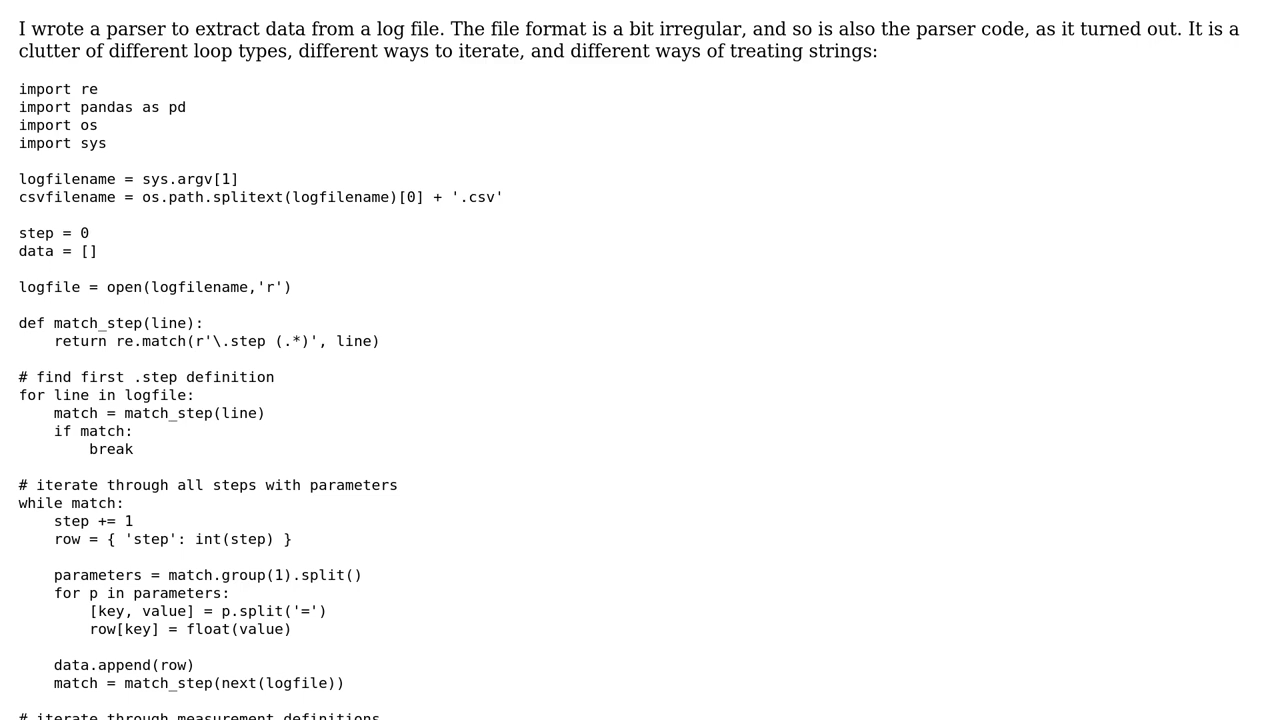 I wrote a parser to extract data from a log file. The file format is a bit irregular, and so is also the parser code, as it turned out. It is a
clutter of different loop types, different ways to iterate, and different ways of treating strings:
import re
import pandas as pd
import os
import sys
logfilename = sys.argv[1]
csvfilename = os.path.splitext(logfilename)[0] + '.csv'
step = 0
data = []
logfile = open(logfilename,'r')
def match_step(line):
    return re.match(r'\.step (.*)', line)
# find first .step definition
for line in logfile:
    match = match_step(line)
    if match:
        break
# iterate through all steps with parameters
while match:
    step += 1
    row = { 'step': int(step) }
    parameters = match.group(1).split()
    for p in parameters:
        [key, value] = p.split('=')
        row[key] = float(value)
    data.append(row)
    match = match_step(next(logfile))
# iterate through measurement definitions